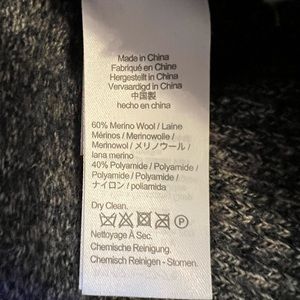 Made in China
Fabriqué en Chine
Hergestellt in China
Vervaardigd in China
中国製
hecho en china
60% Merino Wool / Laine
Mérinos / Merinowolle /
Merinowol / メリノウール /
lana merino
40% Polyamide / Polyamide /
Polyamide / Polyamide /
ナイロン / poliamida
Dry Clean.
P
Nettoyage À Sec.
Chemische Reinigung.
Chemisch Reinigen - Stomen.